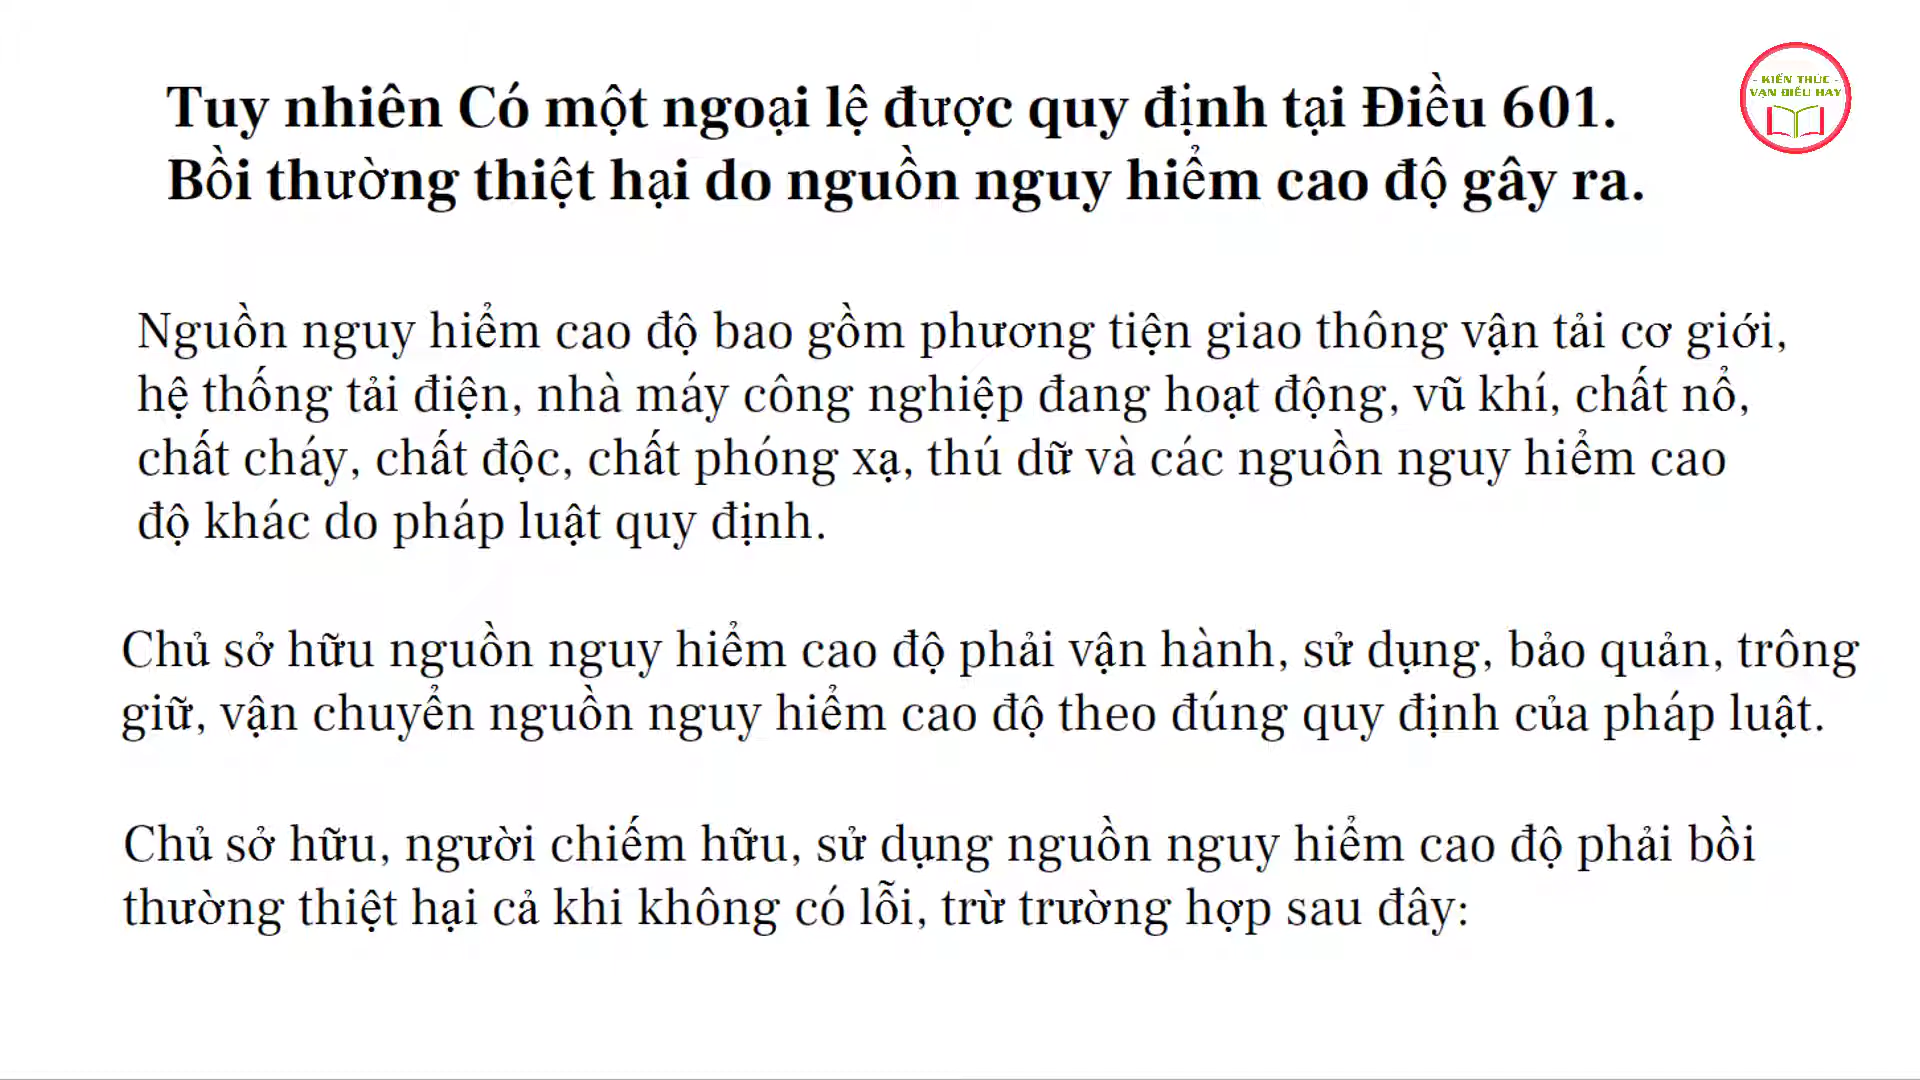 - KIẾN THỨC -
VẠN ĐIỀU HAY
Tuy nhiên Có một ngoại lệ được quy định tại Điều 601.
Bồi thường thiệt hại do nguồn nguy hiểm cao độ gây ra.
Nguồn nguy hiểm cao độ bao gồm phương tiện giao thông vận tải cơ giới,
hệ thống tải điện, nhà máy công nghiệp đang hoạt động, vũ khí, chất nổ,
chất cháy, chất độc, chất phóng xạ, thú dữ và các nguồn nguy hiểm cao
độ khác do pháp luật quy định.
Chủ sở hữu nguồn nguy hiểm cao độ phải vận hành, sử dụng, bảo quản, trông
giữ, vận chuyển nguồn nguy hiểm cao độ theo đúng quy định của pháp luật.
Chủ sở hữu, người chiếm hữu, sử dụng nguồn nguy hiểm cao độ phải bồi
thường thiệt hại cả khi không có lỗi, trừ trường hợp sau đây: